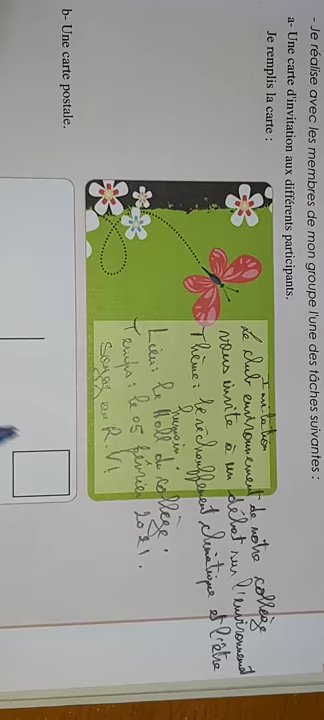 - Je réalise avec les membres de mon groupe l'une des tâches suivantes :
a- Une carte d'invitation aux différents participants.
Je remplis la carte :
Invitation
Le club environnement de notre collège
vous invite à un débat sur l'environnement
Thème : le réchauffement climatique et l'être
humain.
Lieu : le Hall du collège.
Temps : le 05 février 2021.
Soyez au R.V !
b- Une carte postale.